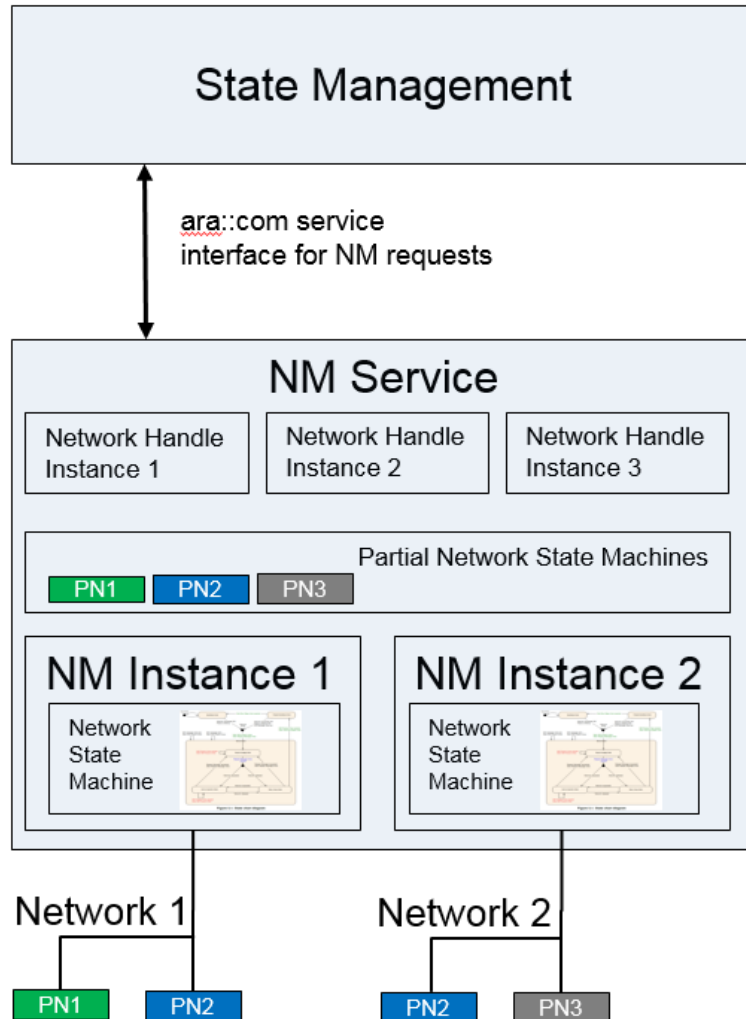 State Management
ara::com service
interface for NM requests
NM Service
Network Handle
Instance 1
Network Handle
Instance 2
Network Handle
Instance 3
Partial Network State Machines
PN1 PN2 PN3
NM Instance 1
Network
State
Machine
NM Instance 2
Network
State
Machine
Network 1
Network 2
PN1
PN2
PN2
PN3